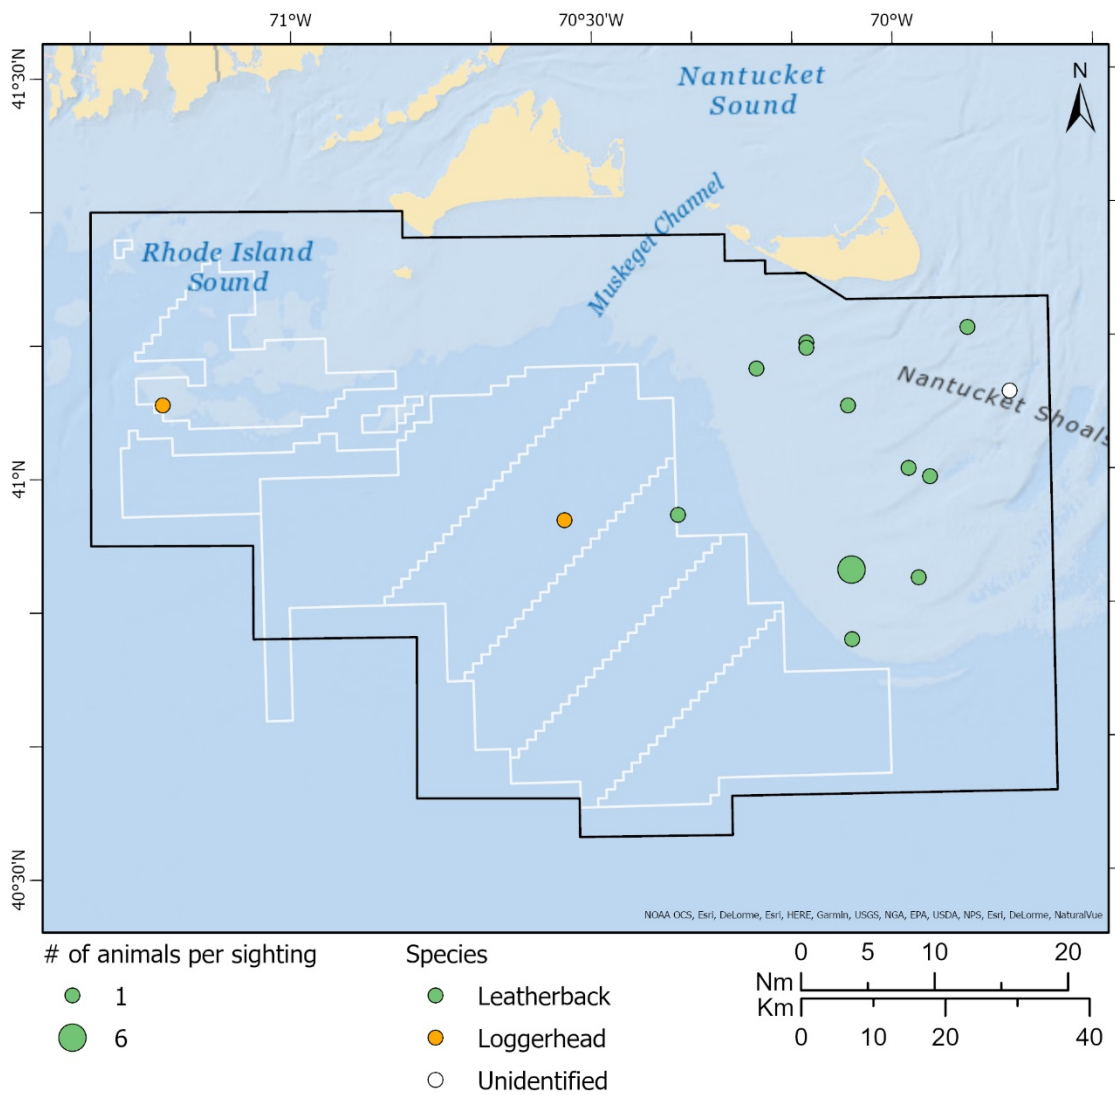 71°W 70°30'W 70°W
41°30'N
41°N
40°30'N
N
Nantucket
Sound
Muskeget Channel
Rhode Island
Sound
Nantucket Shoals
NOAA OCS, Esri, DeLorme, Esri, HERE, Garmin, USGS, NGA, EPA, USDA, NPS, Esri, DeLorme, NaturalVue
# of animals per sighting
1
6
Species
Leatherback
Loggerhead
Unidentified
0 5 10 20
Nm
Km
0 10 20 40